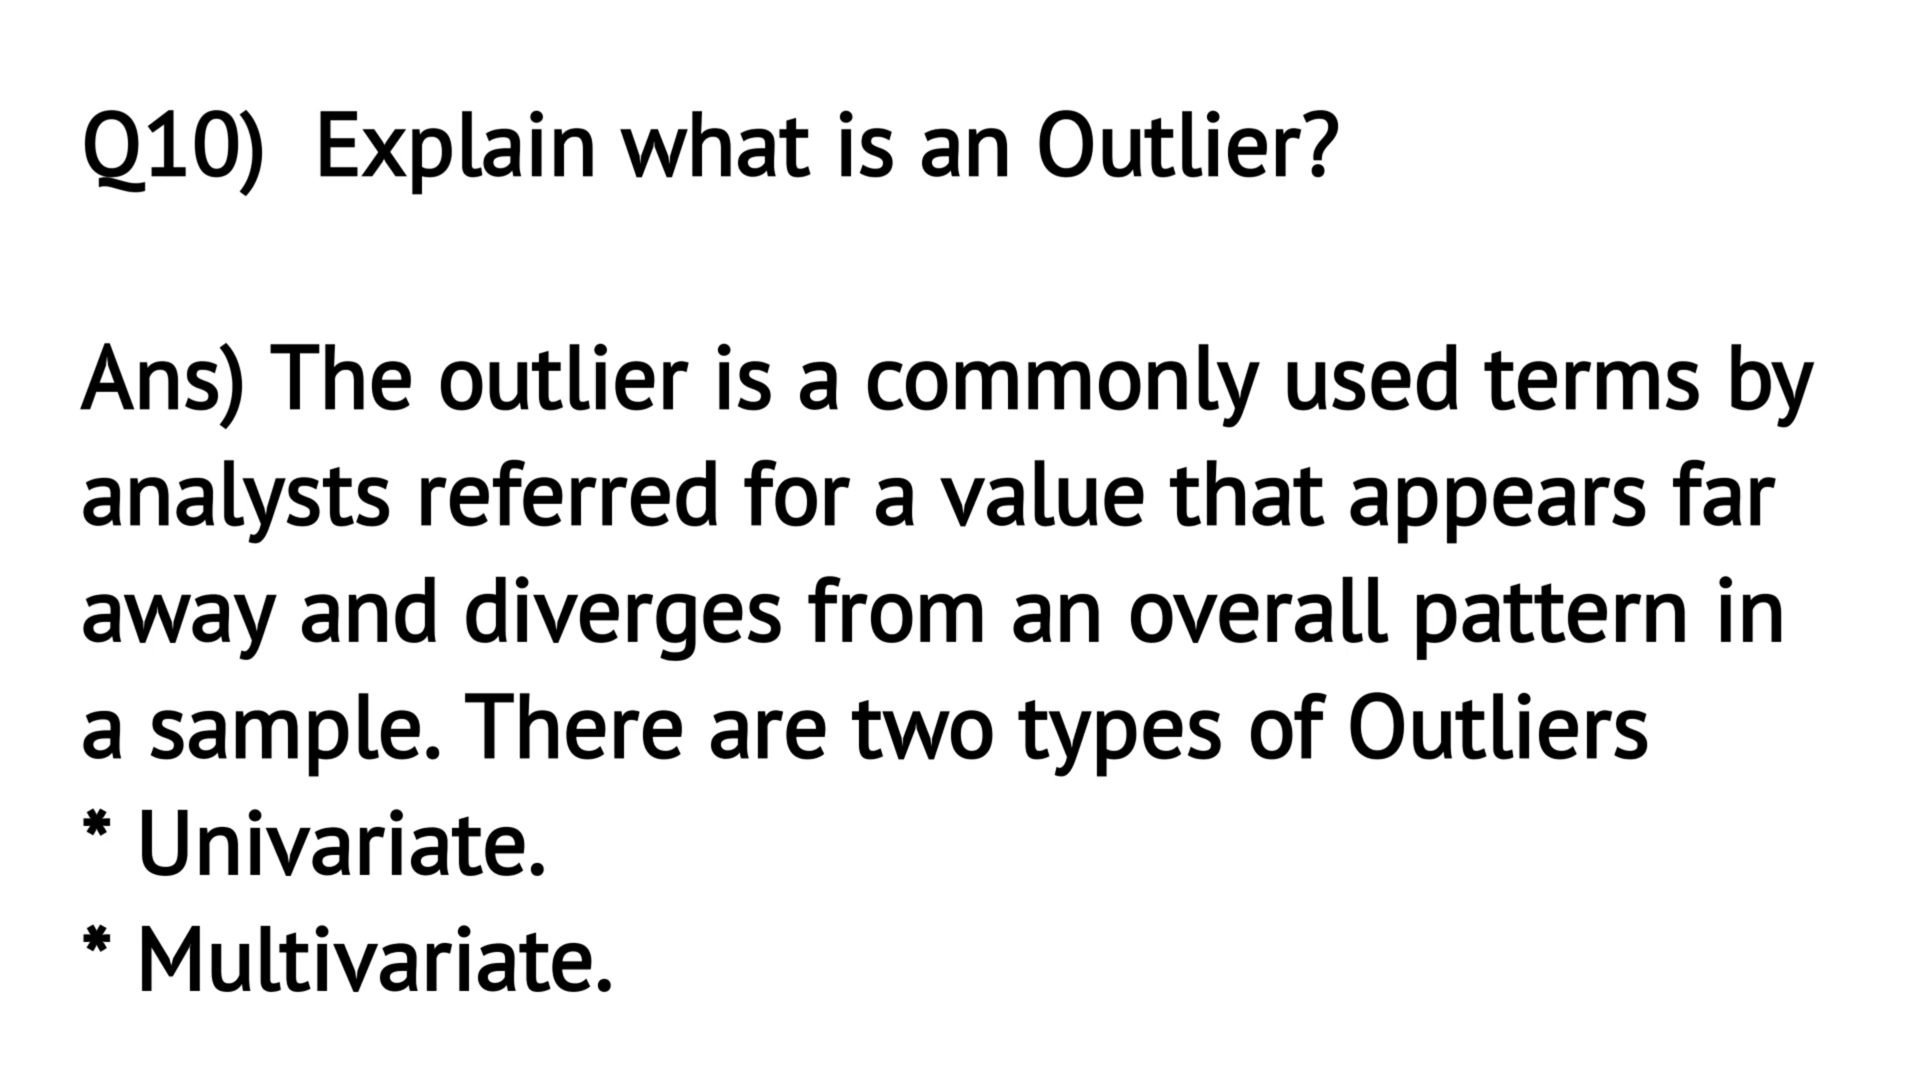 Q10)  Explain what is an Outlier?
Ans) The outlier is a commonly used terms by
analysts referred for a value that appears far
away and diverges from an overall pattern in
a sample. There are two types of Outliers
* Univariate.
* Multivariate.